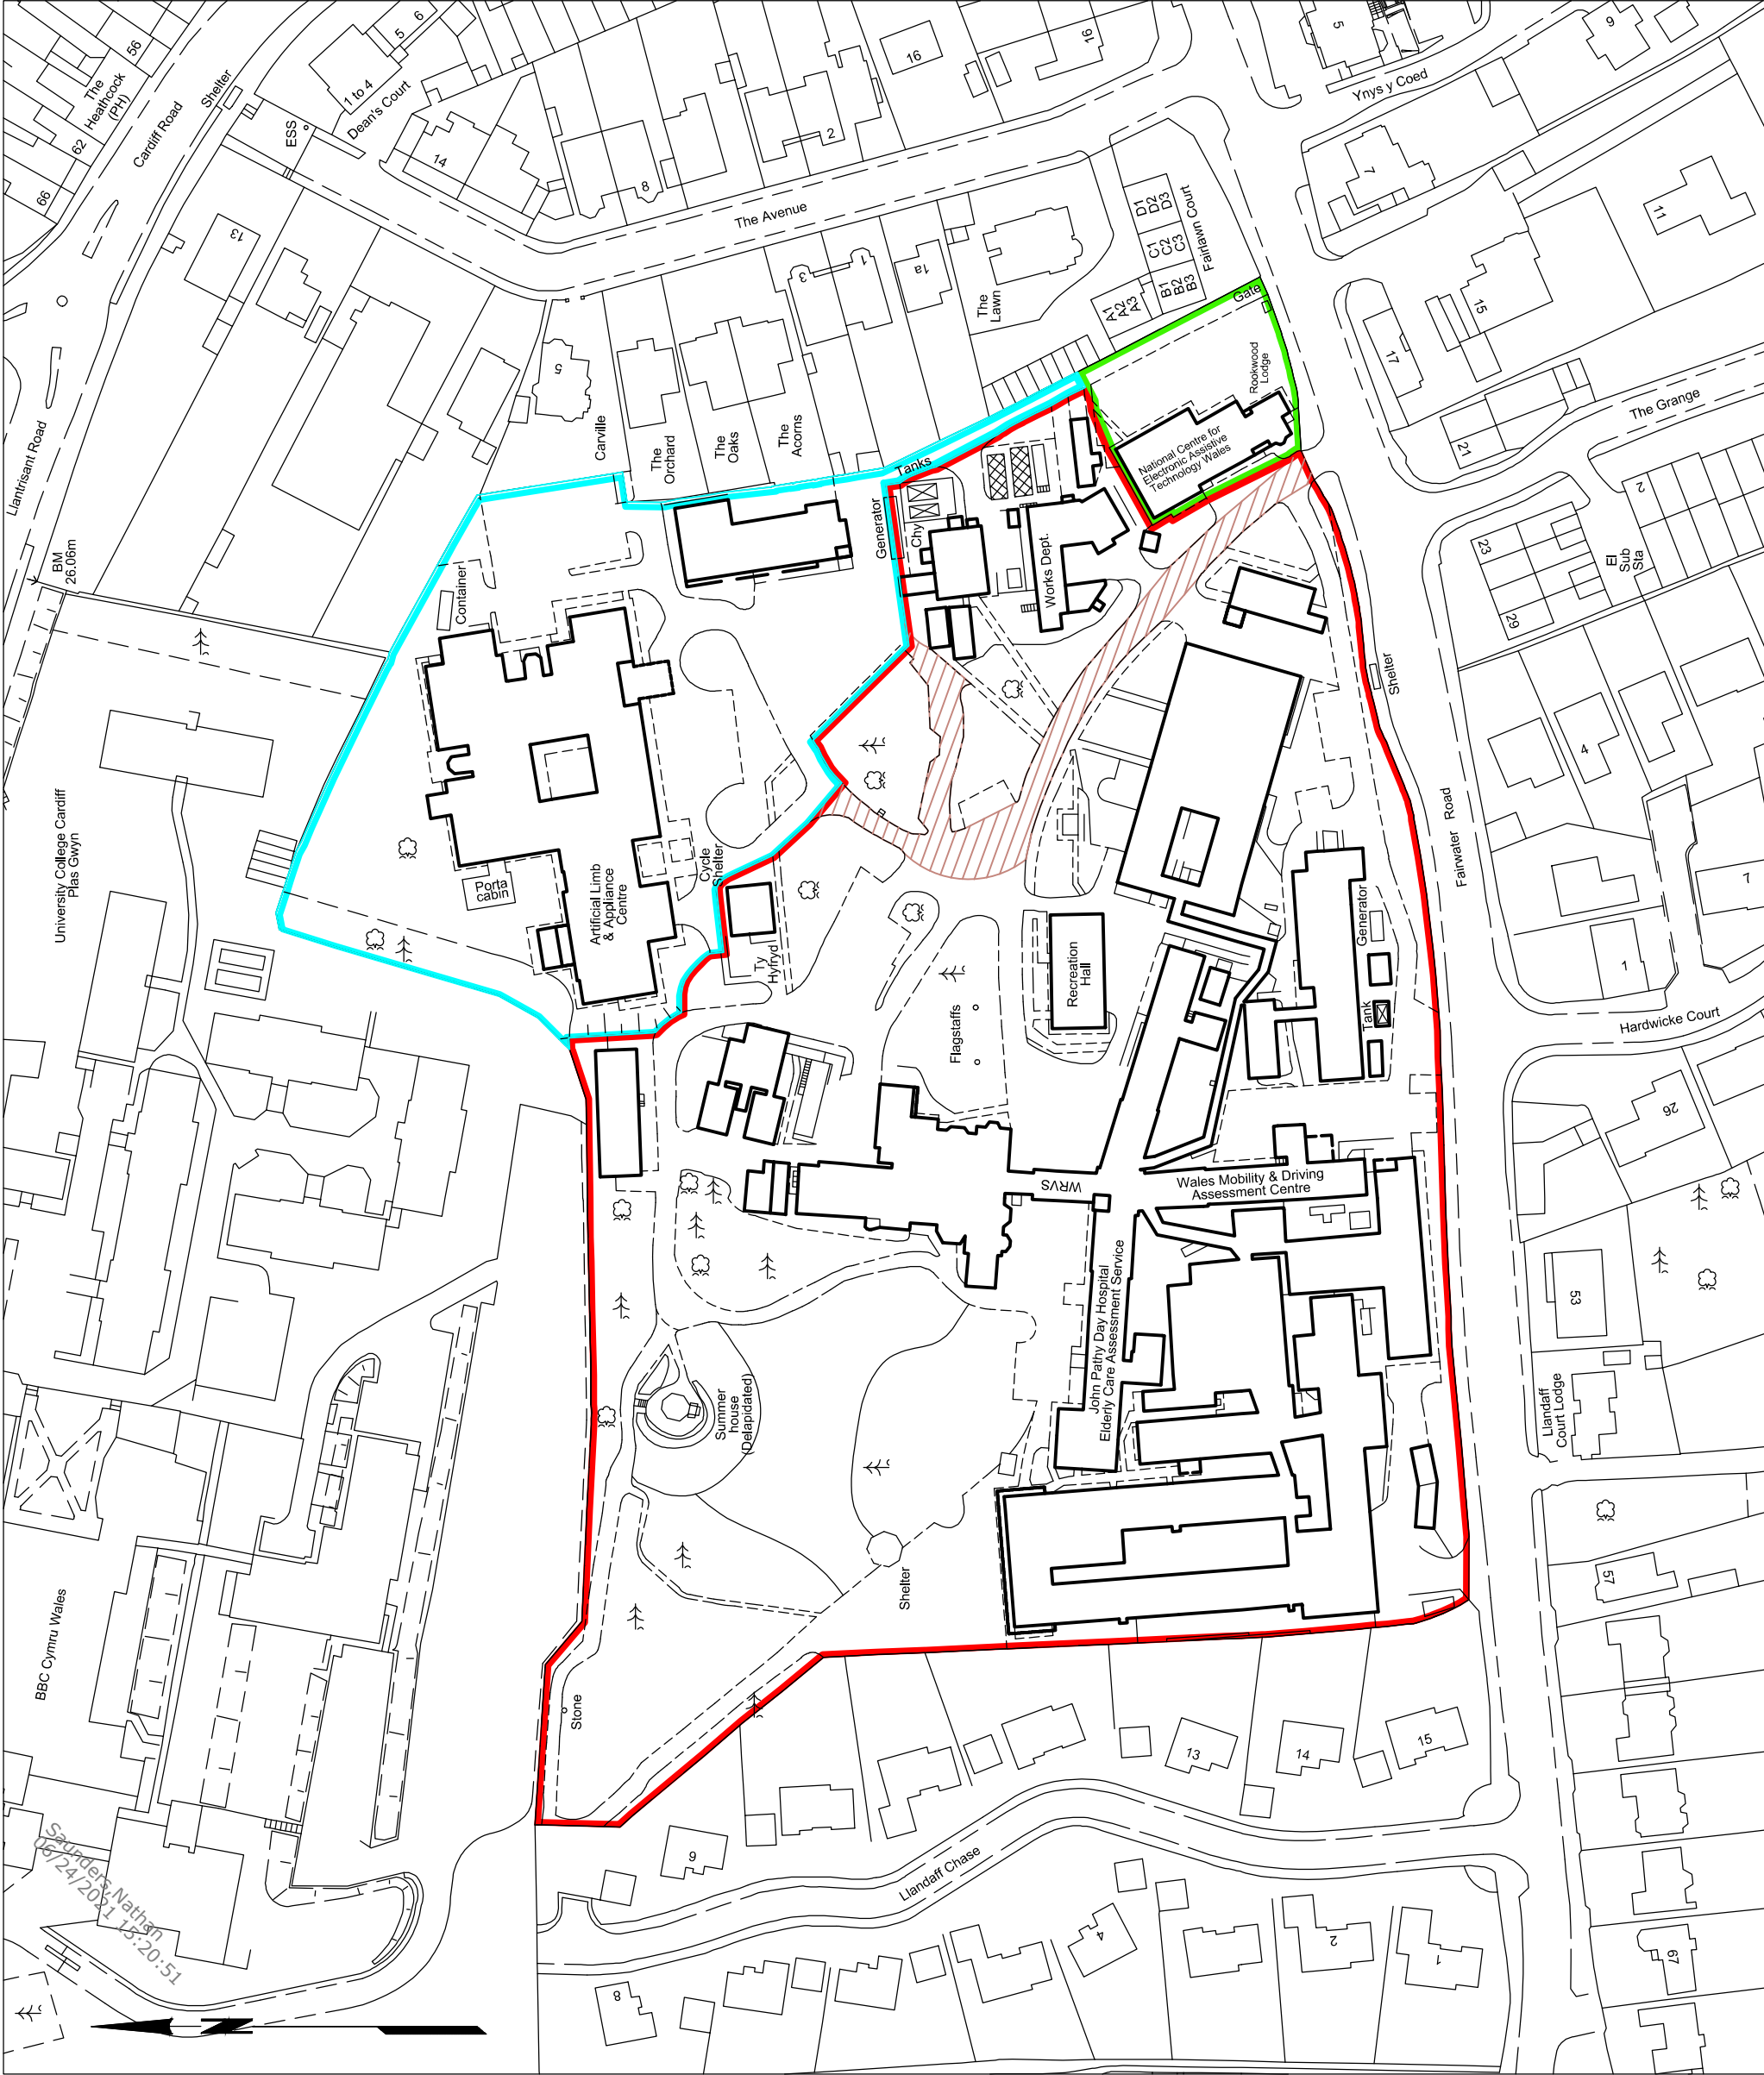 56
The
Heathcock
(PH)
62
66
Cardiff Road
Shelter
ESS
1 to 4
5
6
Dean's Court
14
8
2
16
16
5
9
Ynys y Coed
7
11
The Avenue
13
Llantrisant Road
BM
26.06m
5
Carville
The
Orchard
The
Oaks
The
Acorns
3
1
1a
The
Lawn
D1
D2
D3
C1
C2
C3
B1
B2
B3
A1
A2
A3
Fairlawn Court
Gate
Rookwood
Lodge
National Centre for
Electronic Assistive
Technology Wales
15
17
21
The Grange
Tanks
Generator
Chy
Works Dept.
Container
23
29
El
Sub
Sta
2
Shelter
4
7
1
Fairwater Road
University College Cardiff
Plas Gwyn
Porta
cabin
Artificial Limb
& Appliance
Centre
Cycle
Shelter
Ty
Hyfryd
Flagstaffs
Recreation
Hall
Generator
Tank
Hardwicke Court
26
WRVS
Wales Mobility & Driving
Assessment Centre
John Pathy Day Hospital
Elderly Care Assessment Service
53
Llandaff
Court Lodge
Summer
house
(Delapidated)
Shelter
57
BBC Cymru Wales
Stone
13
14
15
9
Llandaff Chase
8
4
2
1
67
Saunders,Nathan
06/24/2021 15:20:51
N